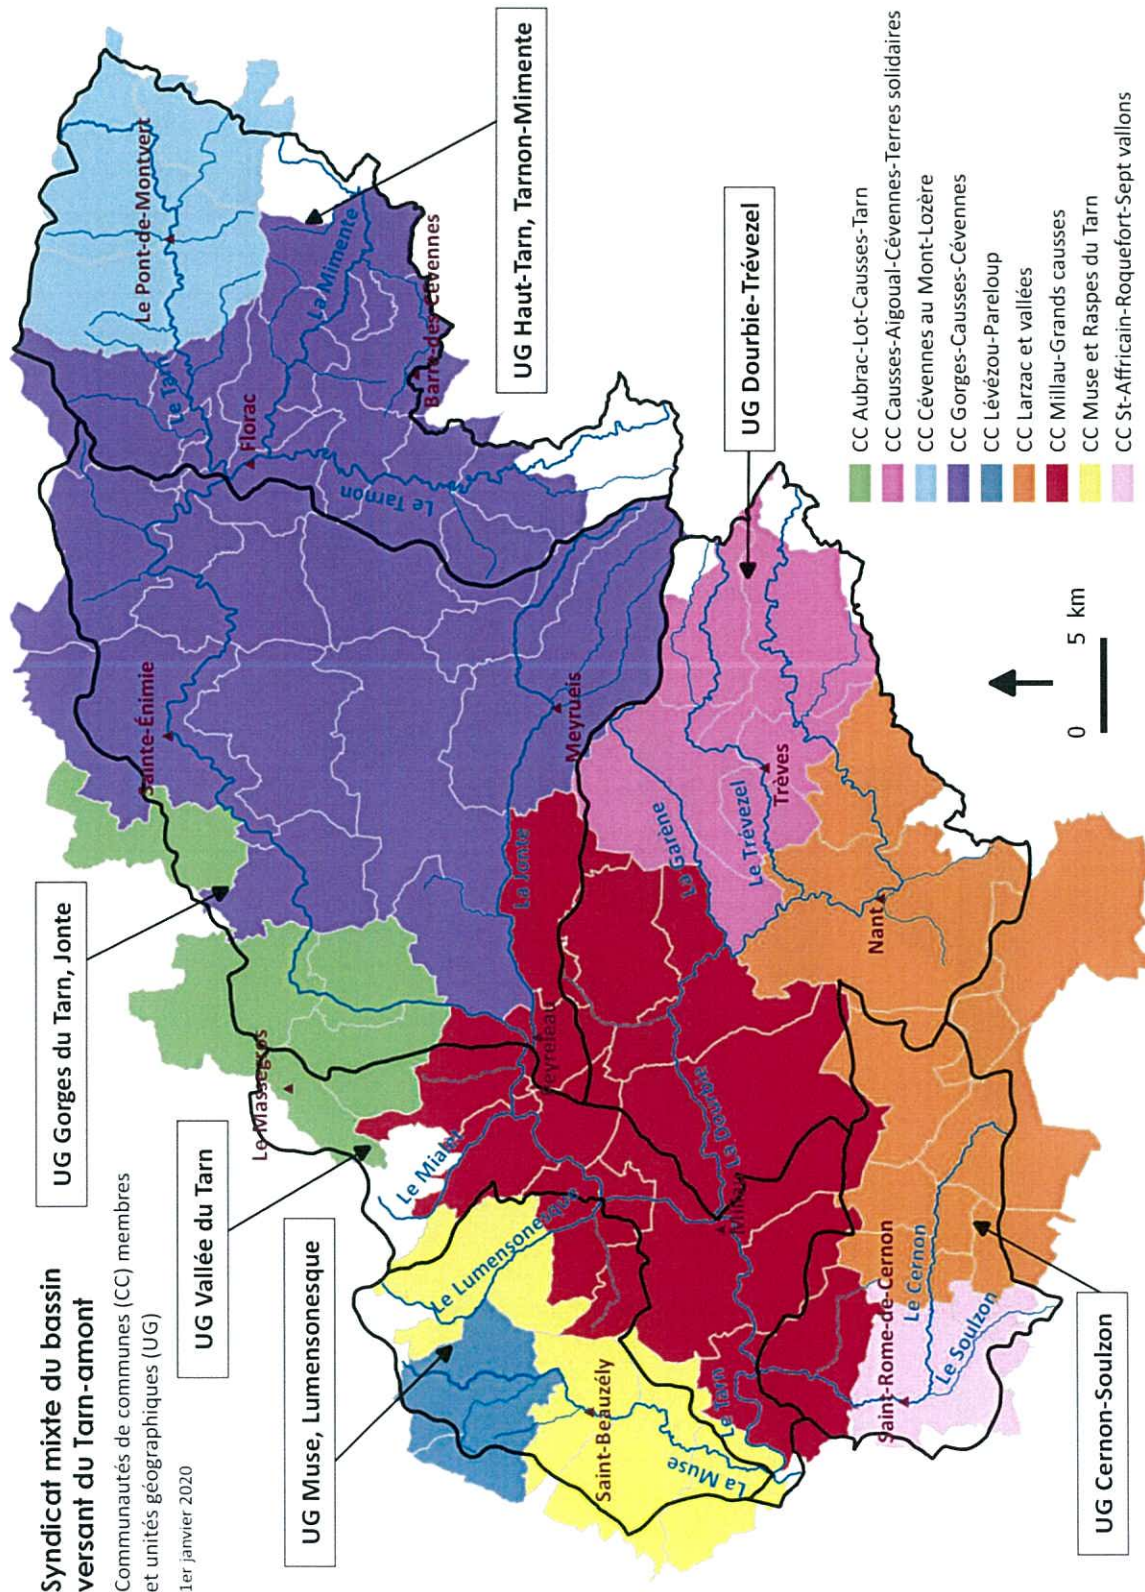 Syndicat mixte du bassin
versant du Tarn-amont
Communautés de communes (CC) membres
et unités géographiques (UG)
1er janvier 2020
UG Gorges du Tarn, Jonte
UG Vallée du Tarn
UG Muse, Lumensonesque
UG Haut-Tarn, Tarnon-Mimente
UG Dourbie-Trévezel
UG Cernon-Soulzon
Le Pont-de-Montvert
Sainte-Énimie
Le Tarn
Florac
La Mimente
Barre-des-Cévennes
Le Tarnon
Le Massegros
Meyrueis
La Jonte
Peyreleau
Le Miabit
Le Lumensonesque
Saint-Beauzély
La Muse
Le Tarn
Millau
La Dourbie
La Garène
Le Trévezel
Trèves
Nant
Saint-Rome-de-Cernon
Le Cernon
Le Soulzon
0 5 km
CC Aubrac-Lot-Causses-Tarn
CC Causses-Aigoual-Cévennes-Terres solidaires
CC Cévennes au Mont-Lozère
CC Gorges-Causses-Cévennes
CC Lévézou-Pareloup
CC Larzac et vallées
CC Millau-Grands causses
CC Muse et Raspes du Tarn
CC St-Affricain-Roquefort-Sept vallons